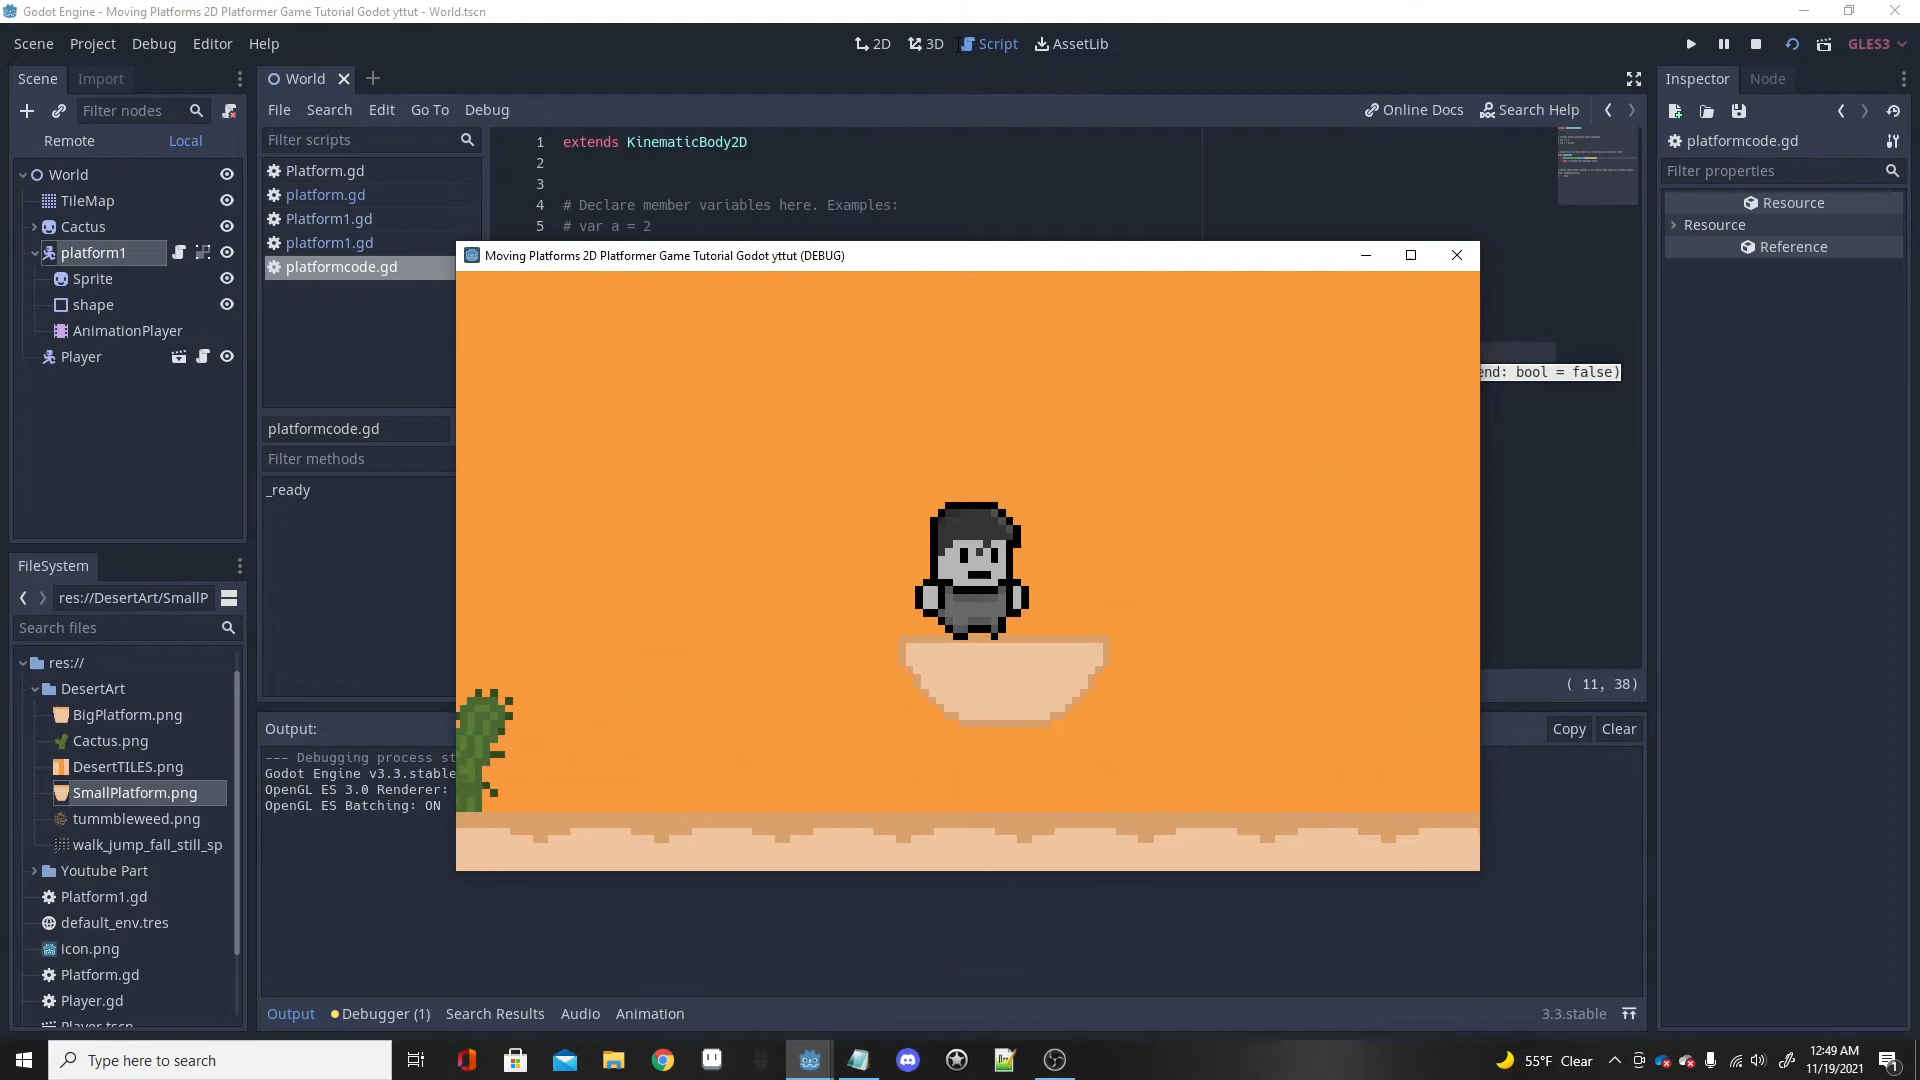 Godot Engine - Moving Platforms 2D Platformer Game Tutorial Godot yttut - World.tscn
Scene Project Debug Editor Help
2D 3D Script AssetLib
GLES3
Scene Import
World
Inspector Node
Filter nodes
File Search Edit Go To Debug
Online Docs Search Help
Remote Local
Filter scripts
1 extends KinematicBody2D
platformcode.gd
World
Platform.gd
2
Filter properties
TileMap
platform.gd
3
Resource
Cactus
Platform1.gd
4 # Declare member variables here. Examples:
Resource
platform1
platform1.gd
5 # var a = 2
Reference
Sprite
platformcode.gd
Moving Platforms 2D Platformer Game Tutorial Godot yttut (DEBUG)
shape
AnimationPlayer
Player
end: bool = false)
platformcode.gd
Filter methods
_ready
FileSystem
res://DesertArt/SmallP
Search files
res://
DesertArt
BigPlatform.png
Cactus.png
DesertTILES.png
SmallPlatform.png
tummbleweed.png
walk_jump_fall_still_sp
Youtube Part
Platform1.gd
default_env.tres
icon.png
Platform.gd
Player.gd
Player.tscn
( 11, 38)
Output:
Copy Clear
--- Debugging process st
Godot Engine v3.3.stable
OpenGL ES 3.0 Renderer:
OpenGL ES Batching: ON
Output Debugger (1) Search Results Audio Animation
3.3.stable
Type here to search
55°F Clear
12:49 AM
11/19/2021
1